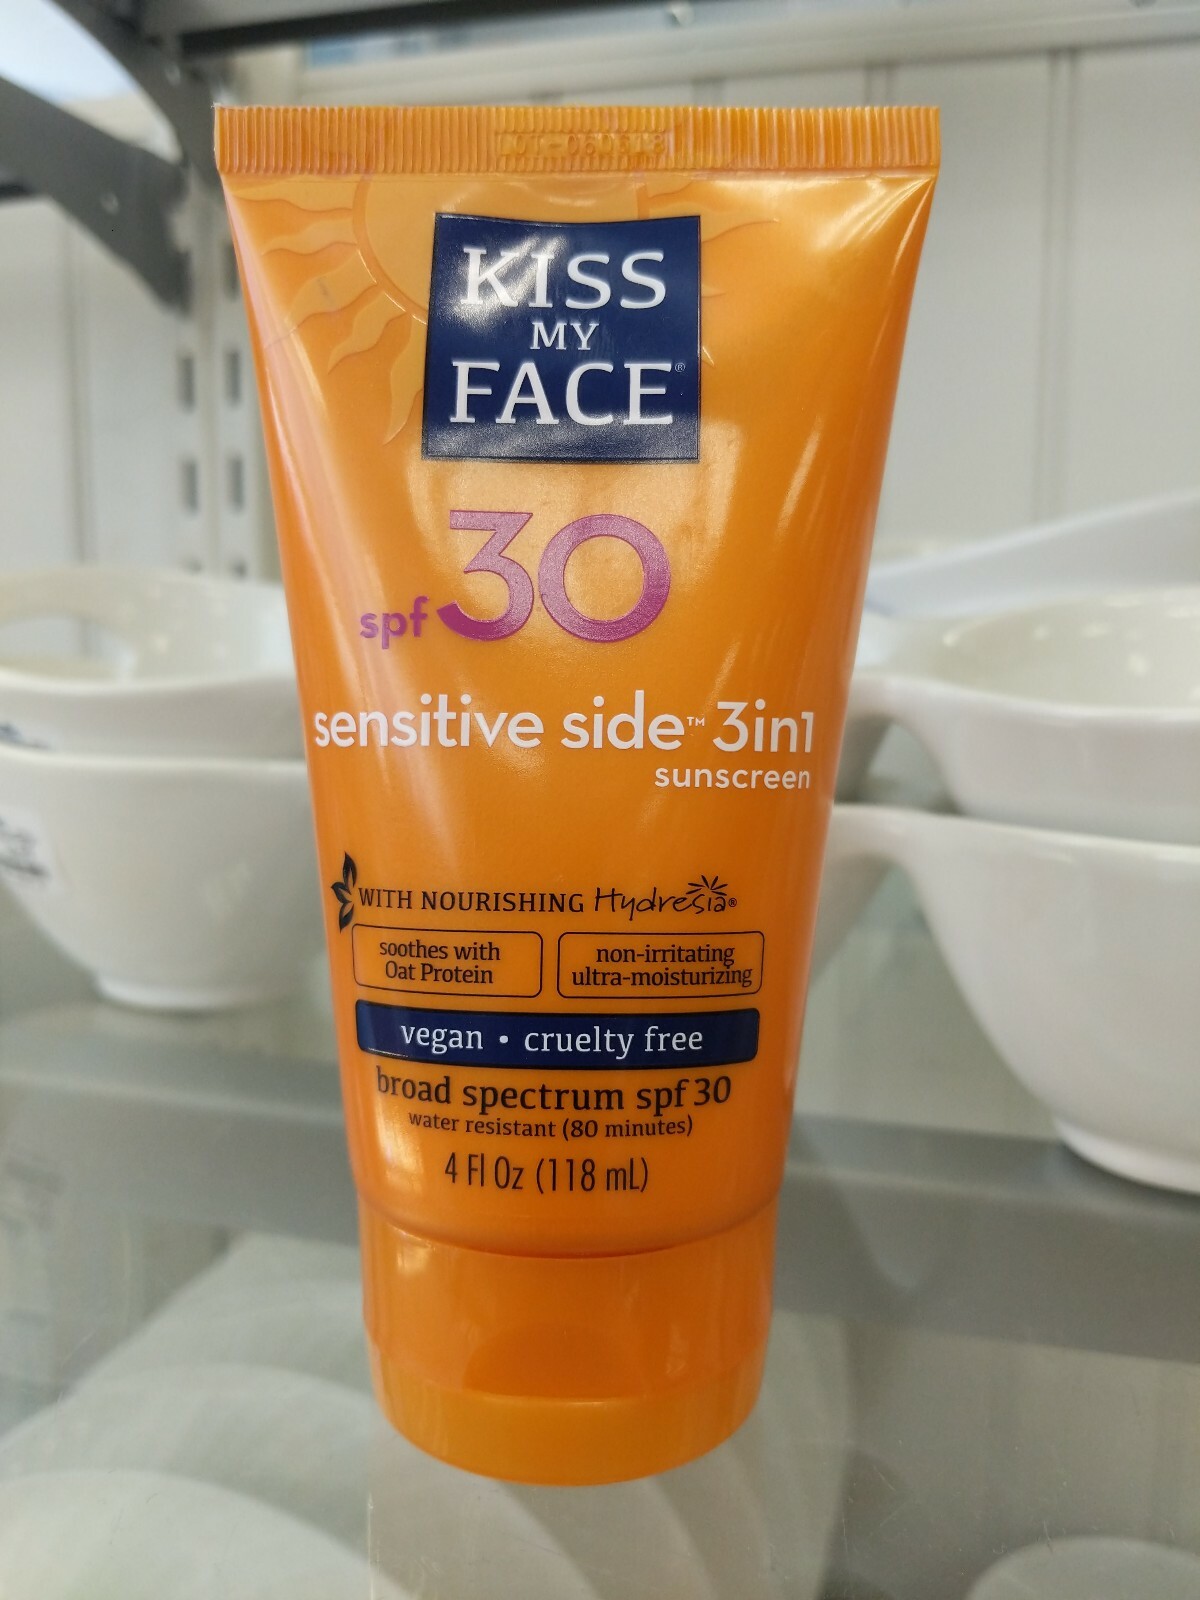 KISS
MY
FACE®
spf 30
sensitive side™ 3in1
sunscreen
WITH NOURISHING Hydresia®
soothes with
Oat Protein
non-irritating
ultra-moisturizing
vegan • cruelty free
broad spectrum spf 30
water resistant (80 minutes)
4 Fl Oz (118 mL)